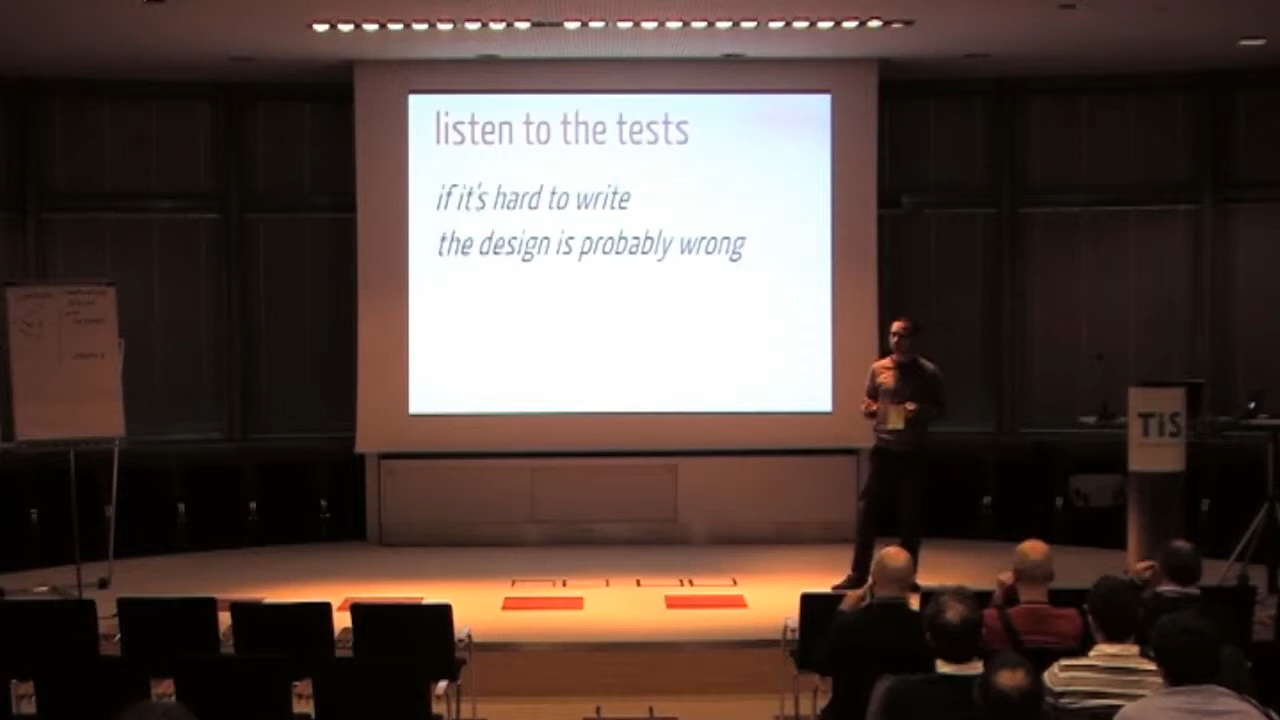 listen to the tests
if it's hard to write
the design is probably wrong
TiS